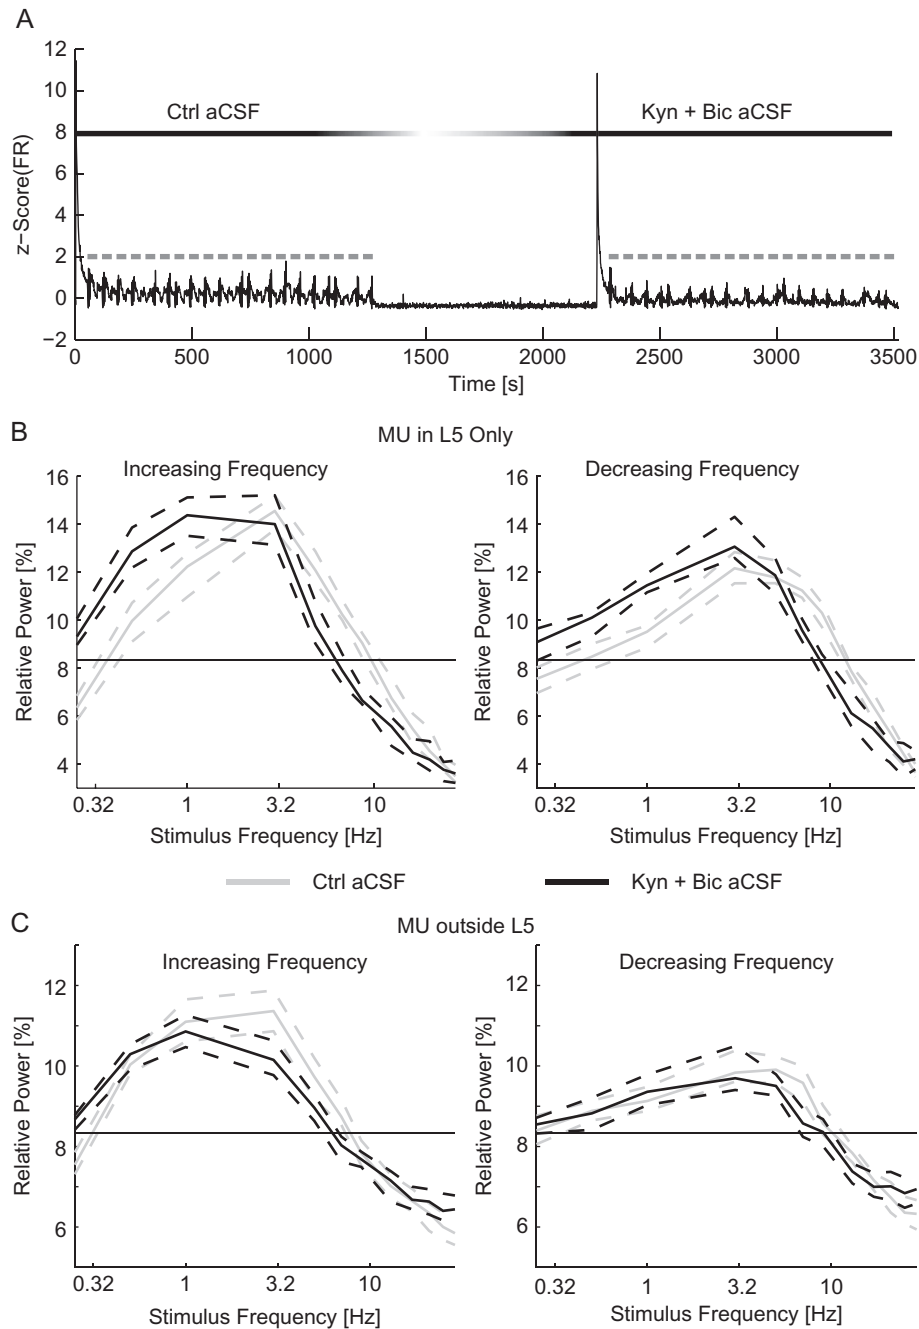 A
12
10
8
6
4
2
0
−2
z−Score(FR)
Ctrl aCSF
Kyn + Bic aCSF
0 500 1000 1500 2000 2500 3000 3500
Time [s]
B
MU in L5 Only
Increasing Frequency
16
14
12
10
8
6
4
Relative Power [%]
0.32 1 3.2 10
Stimulus Frequency [Hz]
Decreasing Frequency
16
14
12
10
8
6
4
Relative Power [%]
0.32 1 3.2 10
Stimulus Frequency [Hz]
Ctrl aCSF
Kyn + Bic aCSF
C
MU outside L5
Increasing Frequency
12
10
8
6
Relative Power [%]
0.32 1 3.2 10
Stimulus Frequency [Hz]
Decreasing Frequency
12
10
8
6
Relative Power [%]
0.32 1 3.2 10
Stimulus Frequency [Hz]